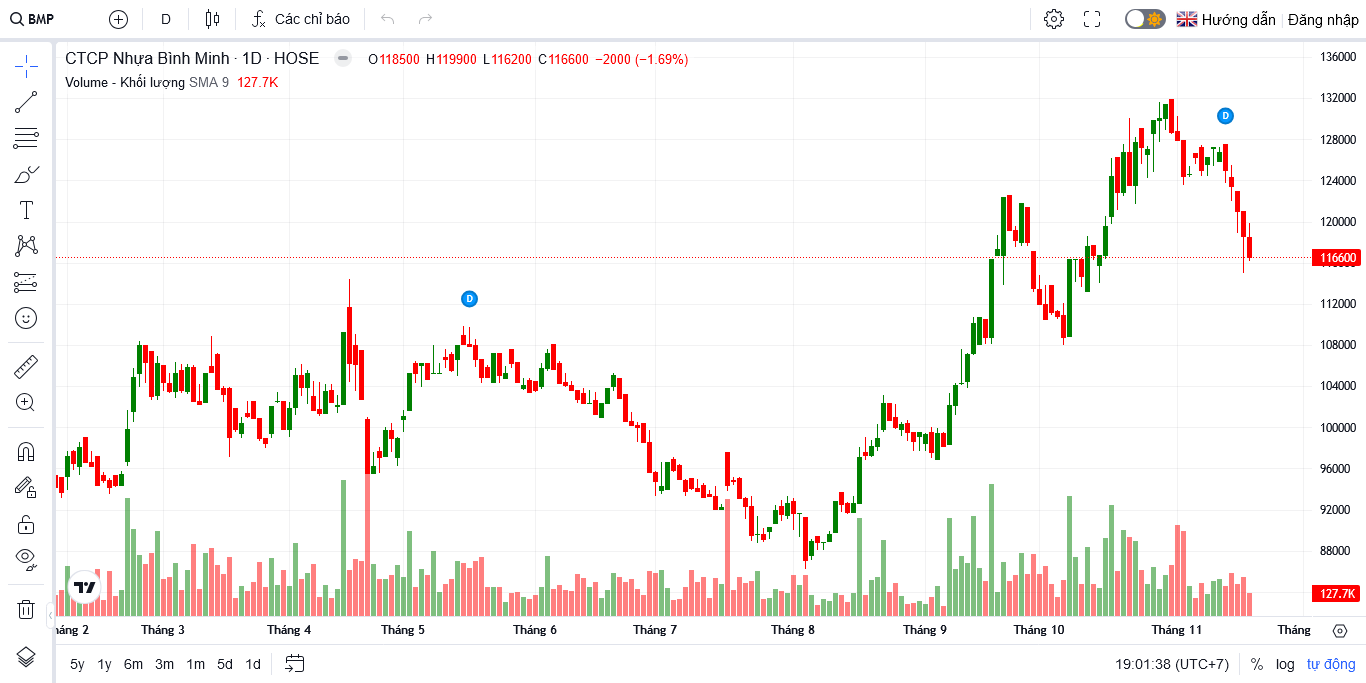 BMP D Các chỉ báo Hướng dẫn Đăng nhập
CTCP Nhựa Bình Minh · 1D · HOSE O118500 H119900 L116200 C116600 −2000 (−1.69%)
Volume - Khối lượng SMA 9 127.7K
136000
132000
D
128000
124000
120000
116600
112000
D
108000
104000
100000
96000
92000
88000
127.7K
háng 2 Tháng 3 Tháng 4 Tháng 5 Tháng 6 Tháng 7 Tháng 8 Tháng 9 Tháng 10 Tháng 11 Tháng
5y 1y 6m 3m 1m 5d 1d 19:01:38 (UTC+7) % log tự động